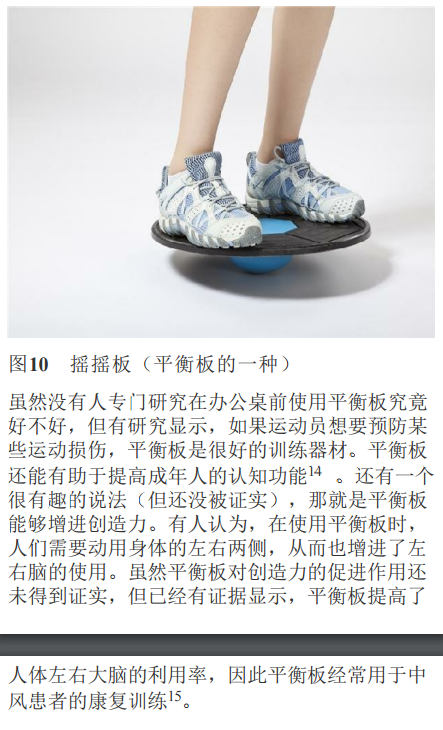 图10 摇摇板（平衡板的一种）
虽然没有人专门研究在办公桌前使用平衡板究竟
好不好，但有研究显示，如果运动员想要预防某
些运动损伤，平衡板是很好的训练器材。平衡板
还能有助于提高成年人的认知功能14 。还有一个
很有趣的说法（但还没被证实），那就是平衡板
能够增进创造力。有人认为，在使用平衡板时，
人们需要动用身体的左右两侧，从而也增进了左
右脑的使用。虽然平衡板对创造力的促进作用还
未得到证实，但已经有证据显示，平衡板提高了
人体左右大脑的利用率，因此平衡板经常用于中
风患者的康复训练15。